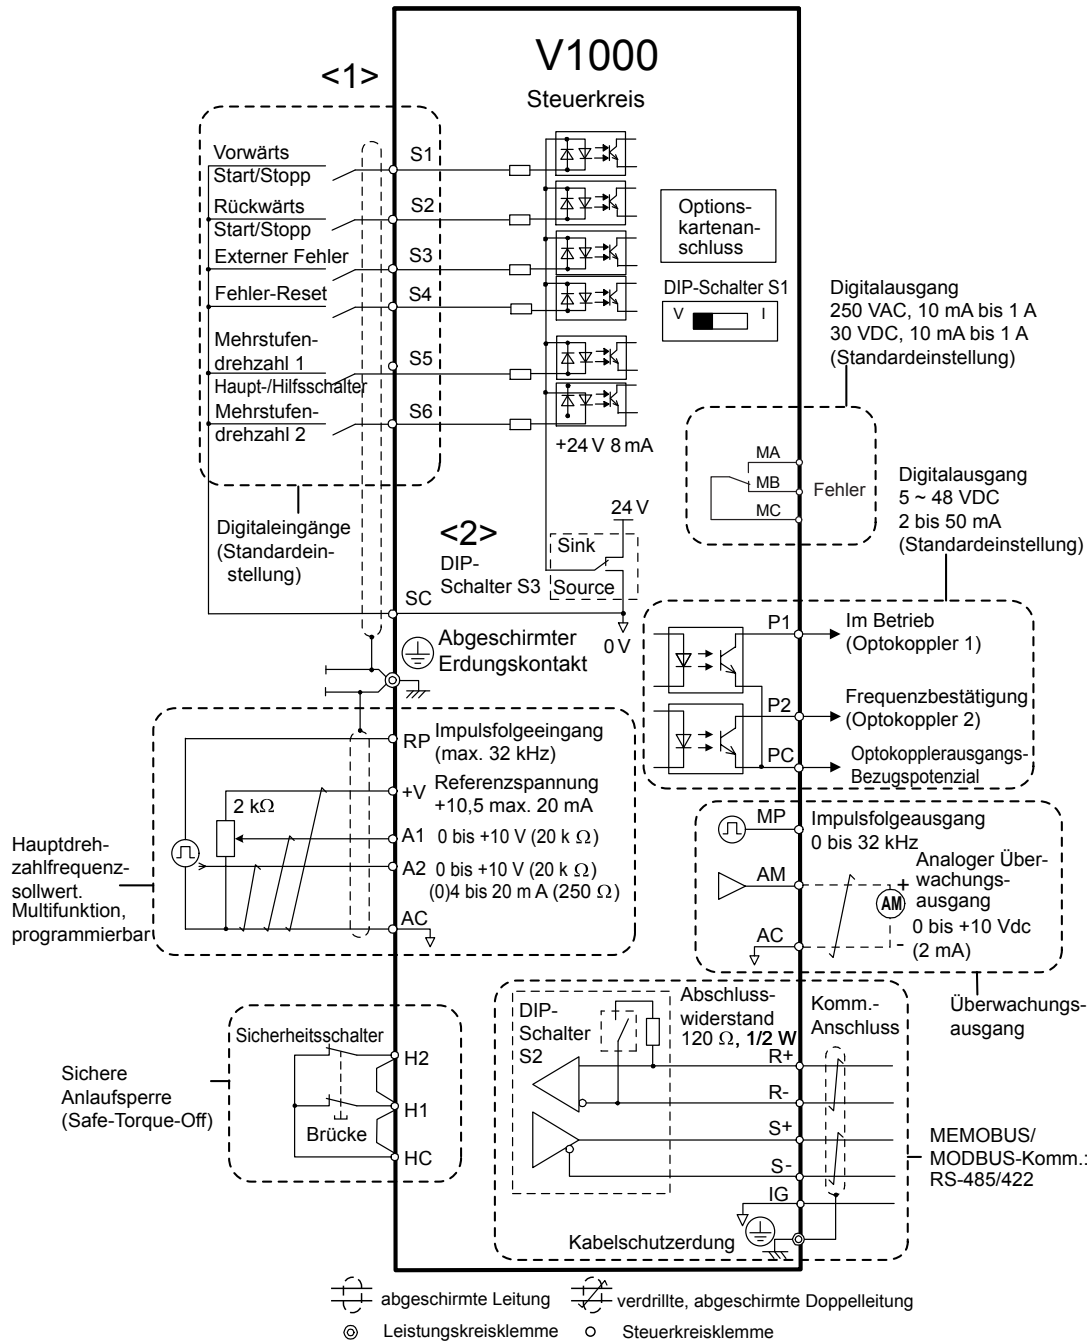 V1000
Steuerkreis
<1>
Vorwärts
Start/Stopp
S1
Rückwärts
Start/Stopp
S2
Externer Fehler
S3
Fehler-Reset
S4
Mehrstufen-
drehzahl 1
S5
Haupt-/Hilfsschalter
Mehrstufen-
drehzahl 2
S6
+24 V 8 mA
Options-
kartenan-
schluss
DIP-Schalter S1
V I
Digitalausgang
250 VAC, 10 mA bis 1 A
30 VDC, 10 mA bis 1 A
(Standardeinstellung)
MA
MB
MC
Fehler
Digitalausgang
5 ~ 48 VDC
2 bis 50 mA
(Standardeinstellung)
Digitaleingänge
(Standardein-
stellung)
<2>
DIP-
Schalter S3
24 V
Sink
Source
SC
0 V
Abgeschirmter
Erdungskontakt
P1
Im Betrieb
(Optokoppler 1)
P2
Frequenzbestätigung
(Optokoppler 2)
PC
Optokopplerausgangs-
Bezugspotenzial
RP
Impulsfolgeeingang
(max. 32 kHz)
+V
Referenzspannung
+10,5 max. 20 mA
2 kΩ
A1
0 bis +10 V (20 k Ω)
A2
0 bis +10 V (20 k Ω)
(0)4 bis 20 m A (250 Ω)
AC
Hauptdreh-
zahlfrequenz-
sollwert.
Multifunktion,
programmierbar
MP
Impulsfolgeausgang
0 bis 32 kHz
AM
Analoger Über-
wachungs-
ausgang
+
AM
0 bis +10 Vdc
(2 mA)
AC
-
Überwachungs-
ausgang
Sicherheitsschalter
H2
H1
Brücke
HC
Sichere
Anlaufsperre
(Safe-Torque-Off)
DIP-
Schalter
S2
Abschluss-
widerstand
120 Ω, 1/2 W
Komm.-
Anschluss
R+
R-
S+
S-
IG
MEMOBUS/
MODBUS-Komm.:
RS-485/422
Kabelschutzerdung
abgeschirmte Leitung
verdrillte, abgeschirmte Doppelleitung
Leistungskreisklemme
Steuerkreisklemme